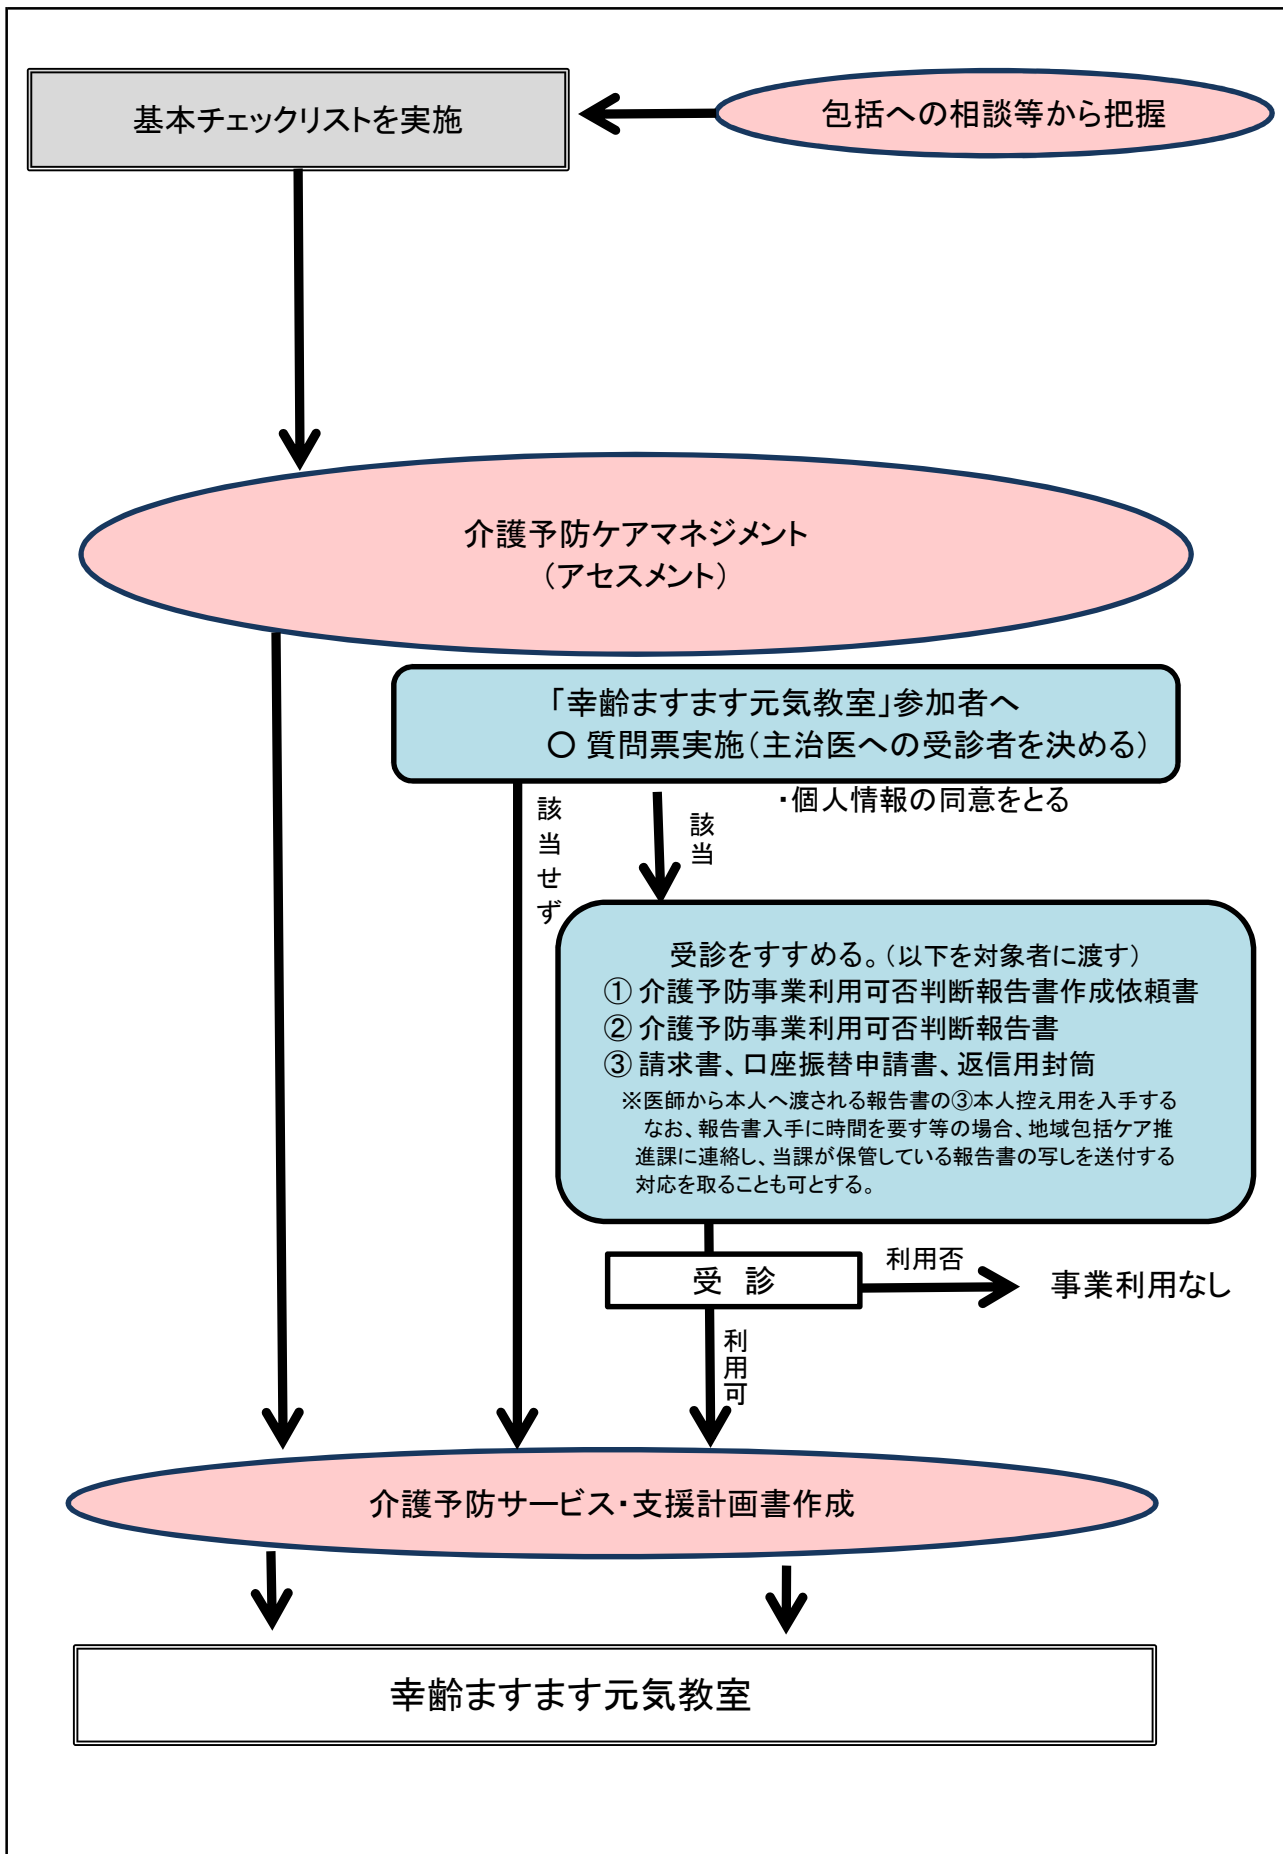 基本チェックリストを実施
包括への相談等から把握
介護予防ケアマネジメント
(アセスメント)
「幸齢ますます元気教室」参加者へ
〇 質問票実施(主治医への受診者を決める)
・個人情報の同意をとる
該当せず
該当
受診をすすめる。(以下を対象者に渡す)
① 介護予防事業利用可否判断報告書作成依頼書
② 介護予防事業利用可否判断報告書
③ 請求書、口座振替申請書、返信用封筒
※医師から本人へ渡される報告書の③本人控え用を入手する
なお、報告書入手に時間を要す等の場合、地域包括ケア推
進課に連絡し、当課が保管している報告書の写しを送付する
対応を取ることも可とする。
受 診
利用否
事業利用なし
利用可
介護予防サービス・支援計画書作成
幸齢ますます元気教室